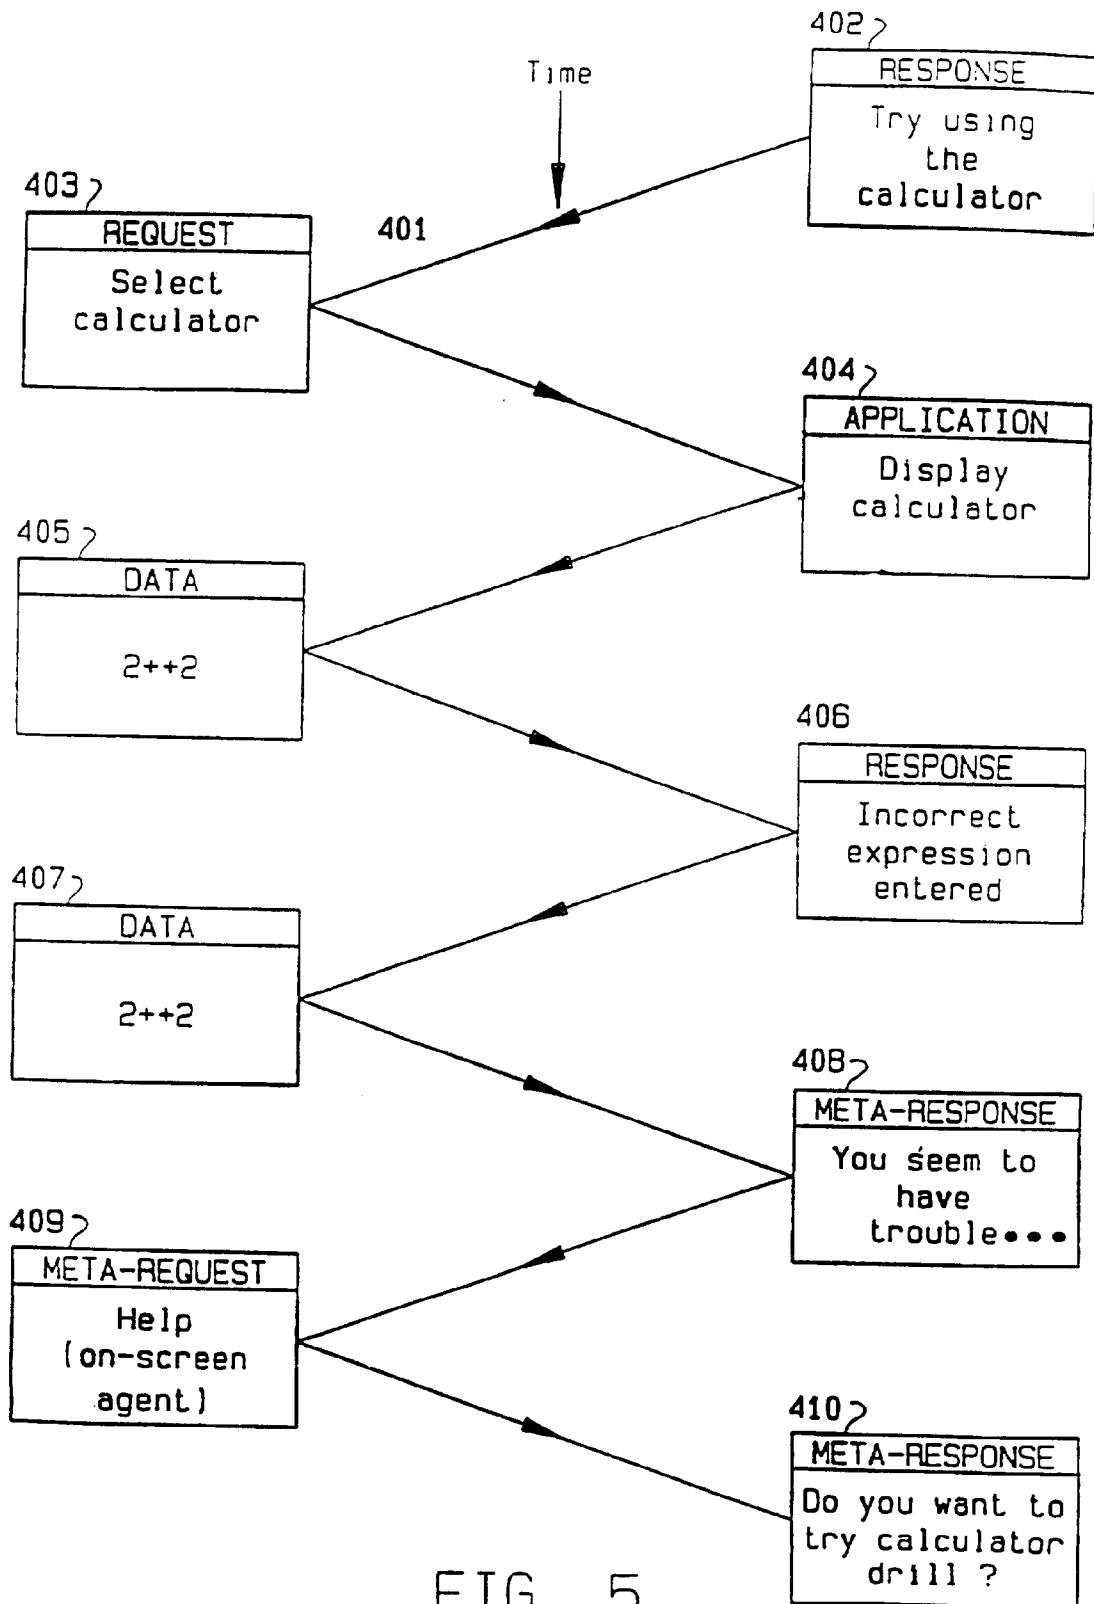 402
RESPONSE
Try using
the
calculator
Time
403
REQUEST
Select
calculator
401
404
APPLICATION
Display
calculator
405
DATA
2++2
406
RESPONSE
Incorrect
expression
entered
407
DATA
2++2
408
META-RESPONSE
You seem to
have
trouble•••
409
META-REQUEST
Help
(on-screen
agent)
410
META-RESPONSE
Do you want to
try calculator
drill ?
FIG. 5